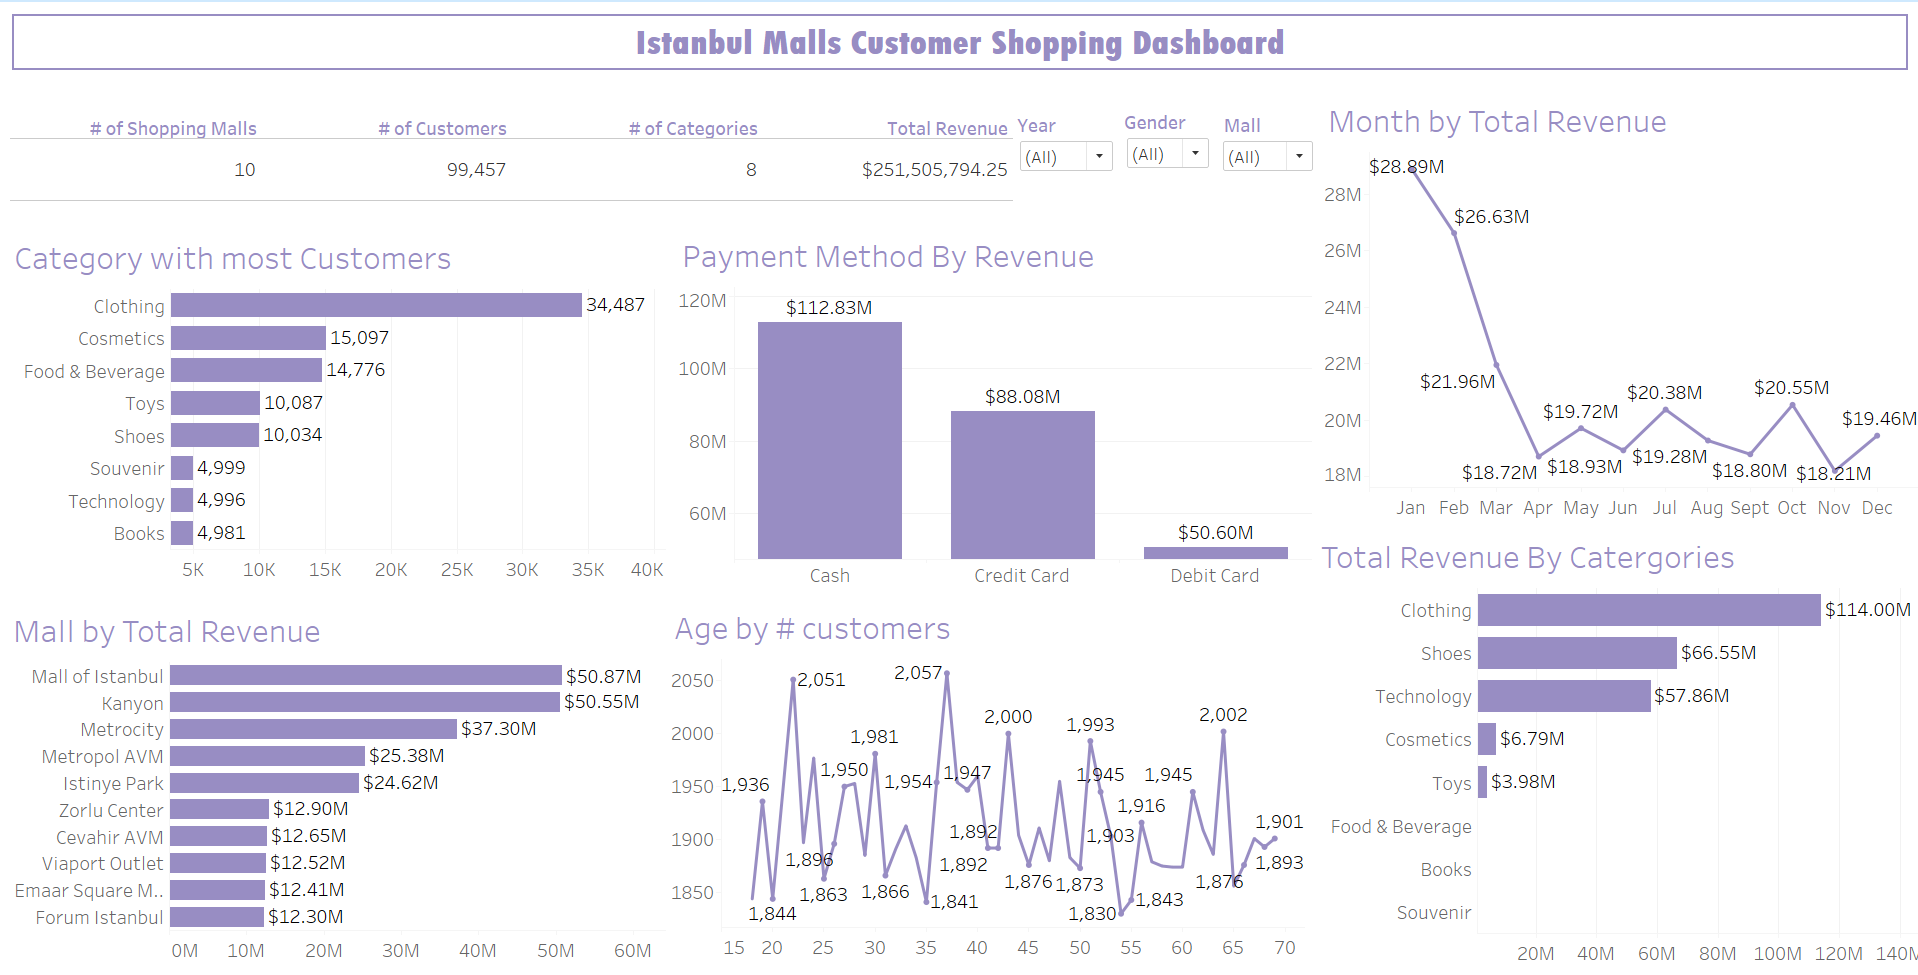 Istanbul Malls Customer Shopping Dashboard
# of Shopping Malls # of Customers # of Categories Total Revenue
10 99,457 8 $251,505,794.25
Year Gender Mall
(All) (All) (All)
Month by Total Revenue
$28.89M
28M
$26.63M
26M
24M
22M
$21.96M
$20.38M $20.55M
$19.72M $19.46M
20M
$18.72M $18.93M $19.28M $18.80M $18.21M
18M
Jan Feb Mar Apr May Jun Jul Aug Sept Oct Nov Dec
Category with most Customers
Clothing 34,487
Cosmetics 15,097
Food & Beverage 14,776
Toys 10,087
Shoes 10,034
Souvenir 4,999
Technology 4,996
Books 4,981
5K 10K 15K 20K 25K 30K 35K 40K
Payment Method By Revenue
120M
$112.83M
100M
$88.08M
80M
60M
$50.60M
Cash Credit Card Debit Card
Total Revenue By Catergories
Clothing $114.00M
Shoes $66.55M
Technology $57.86M
Cosmetics $6.79M
Toys $3.98M
Food & Beverage
Books
Souvenir
20M 40M 60M 80M 100M 120M 140M
Mall by Total Revenue
Mall of Istanbul $50.87M
Kanyon $50.55M
Metrocity $37.30M
Metropol AVM $25.38M
Istinye Park $24.62M
Zorlu Center $12.90M
Cevahir AVM $12.65M
Viaport Outlet $12.52M
Emaar Square M.. $12.41M
Forum Istanbul $12.30M
0M 10M 20M 30M 40M 50M 60M
Age by # customers
2050 2,051 2,057
2000 2,000 1,993 2,002
1,981
1950 1,936 1,950 1,954 1,947 1,945 1,945
1,916
1900 1,896 1,892 1,903 1,901
1,892 1,893
1850 1,863 1,866 1,876 1,873 1,876
1,844 1,841 1,830 1,843
15 20 25 30 35 40 45 50 55 60 65 70